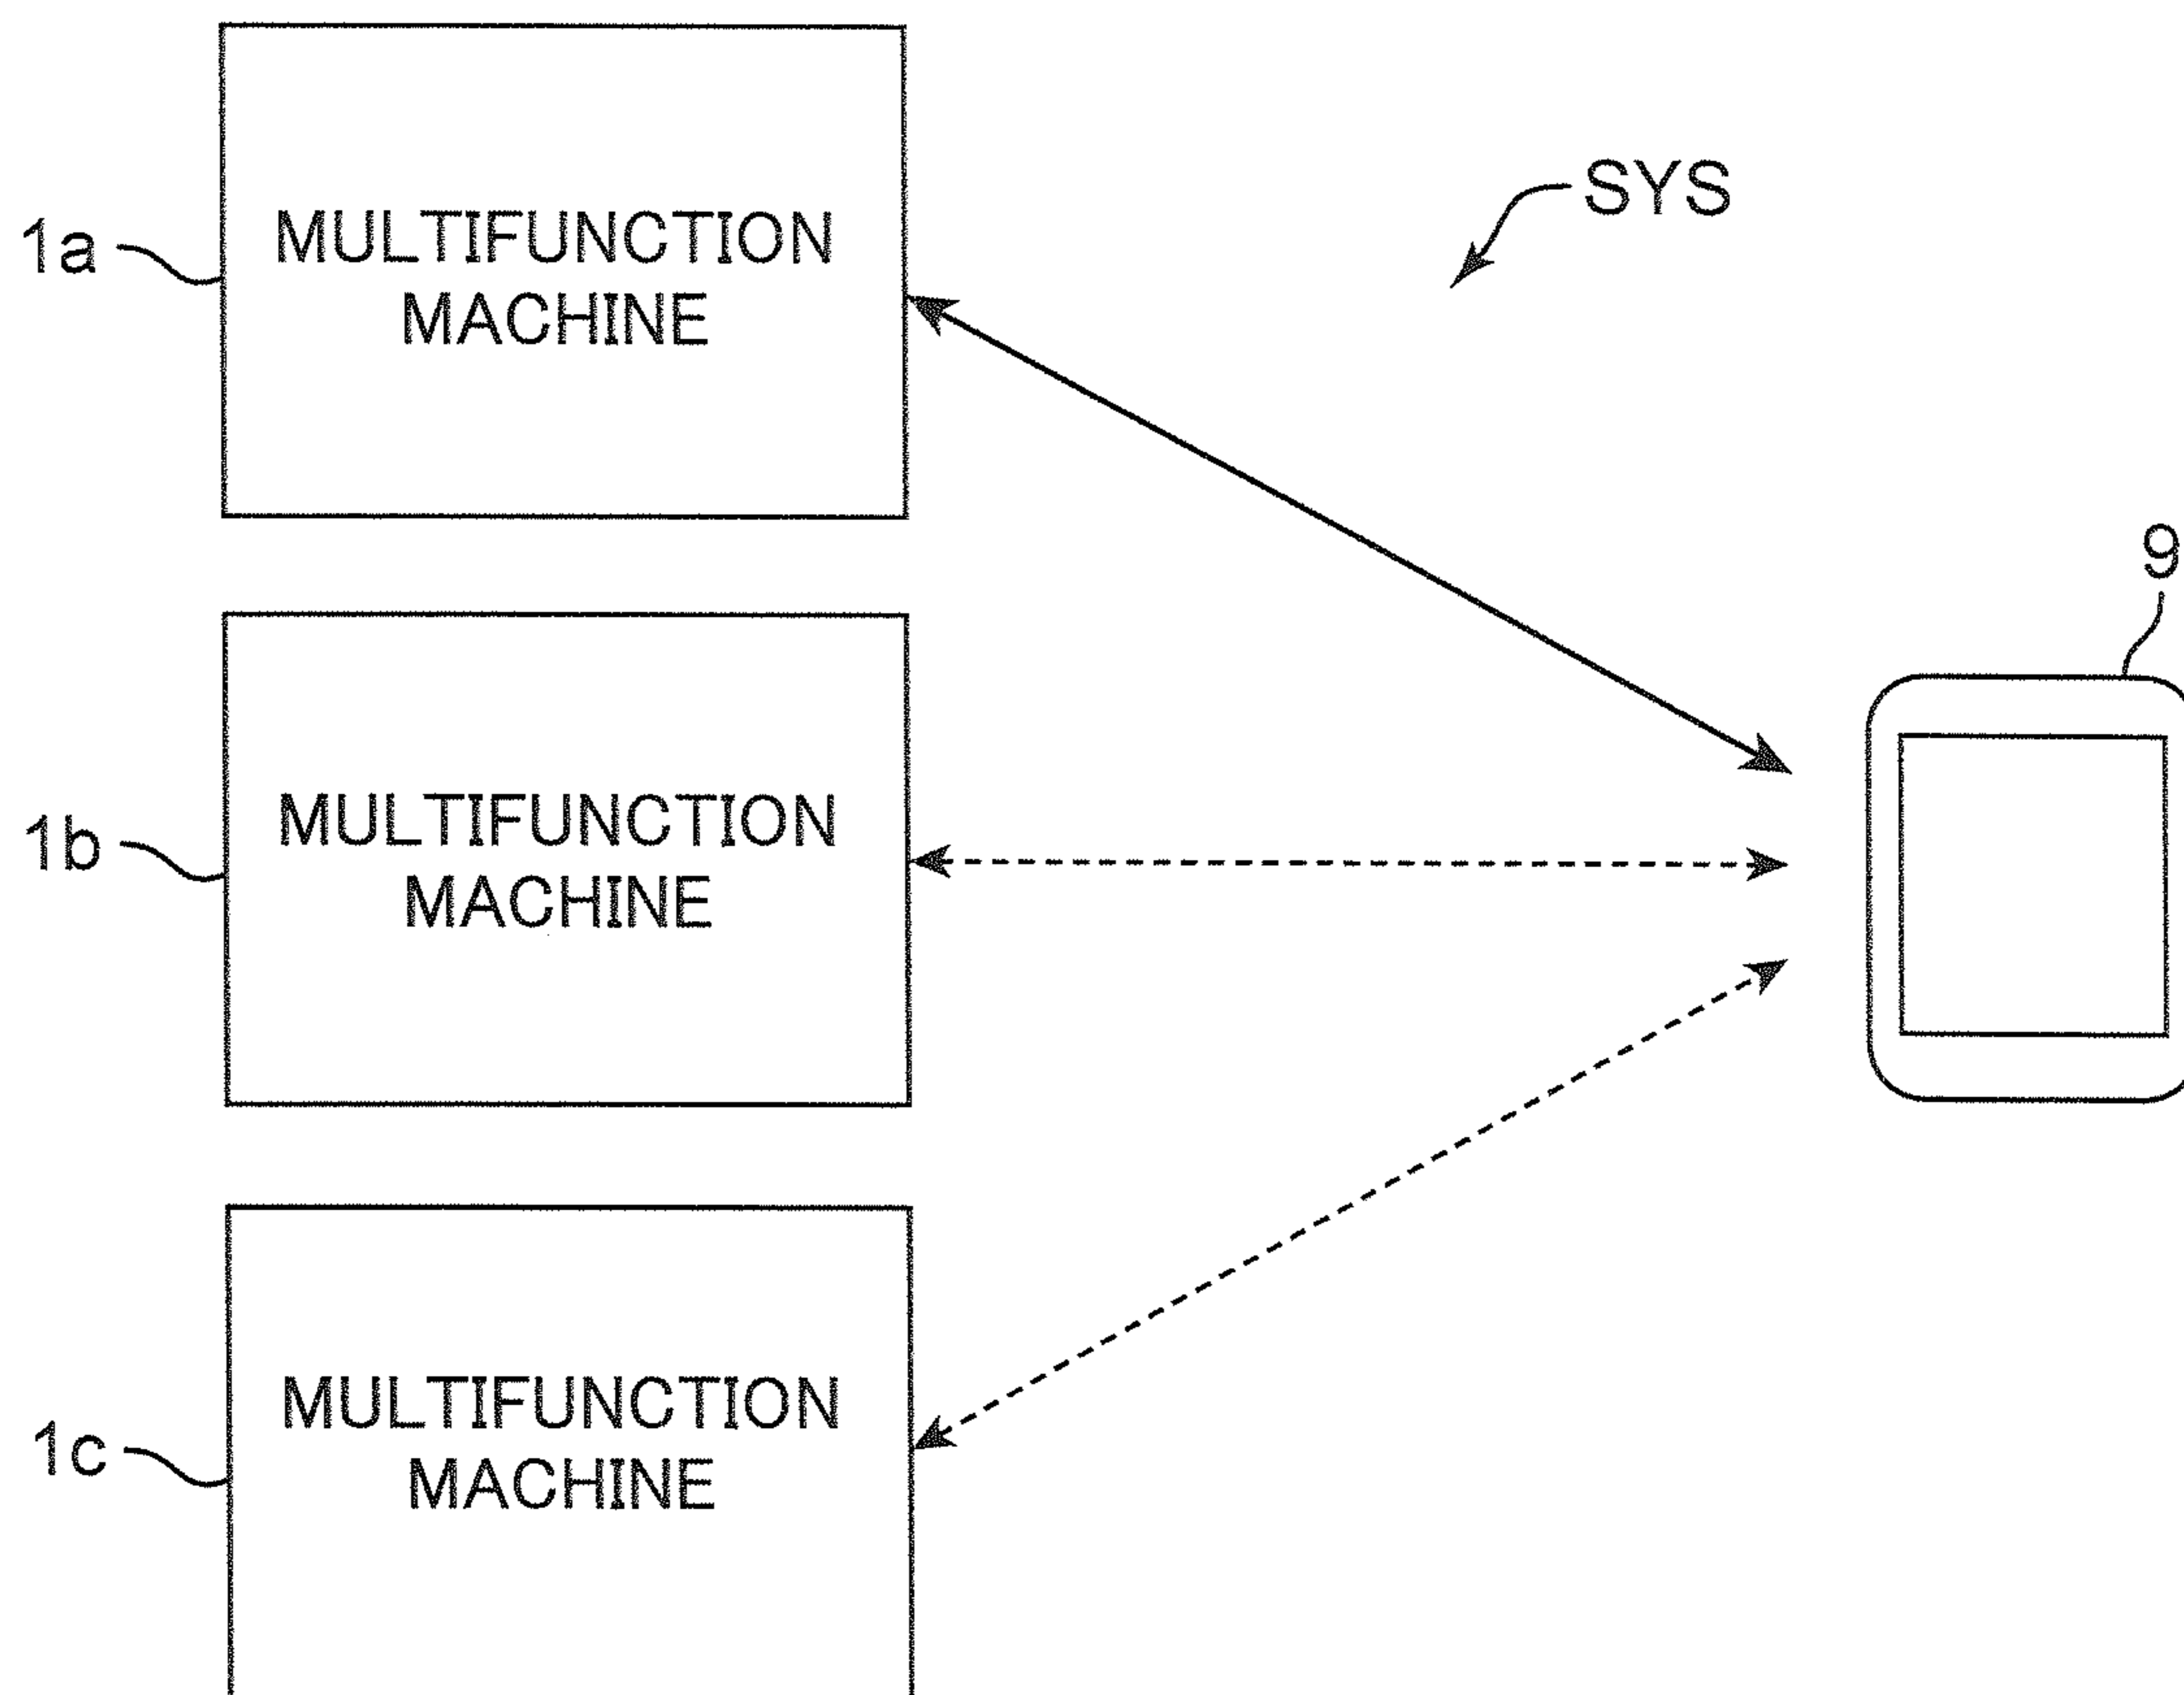 SYS
1a
MULTIFUNCTION
MACHINE
9
1b
MULTIFUNCTION
MACHINE
1c
MULTIFUNCTION
MACHINE